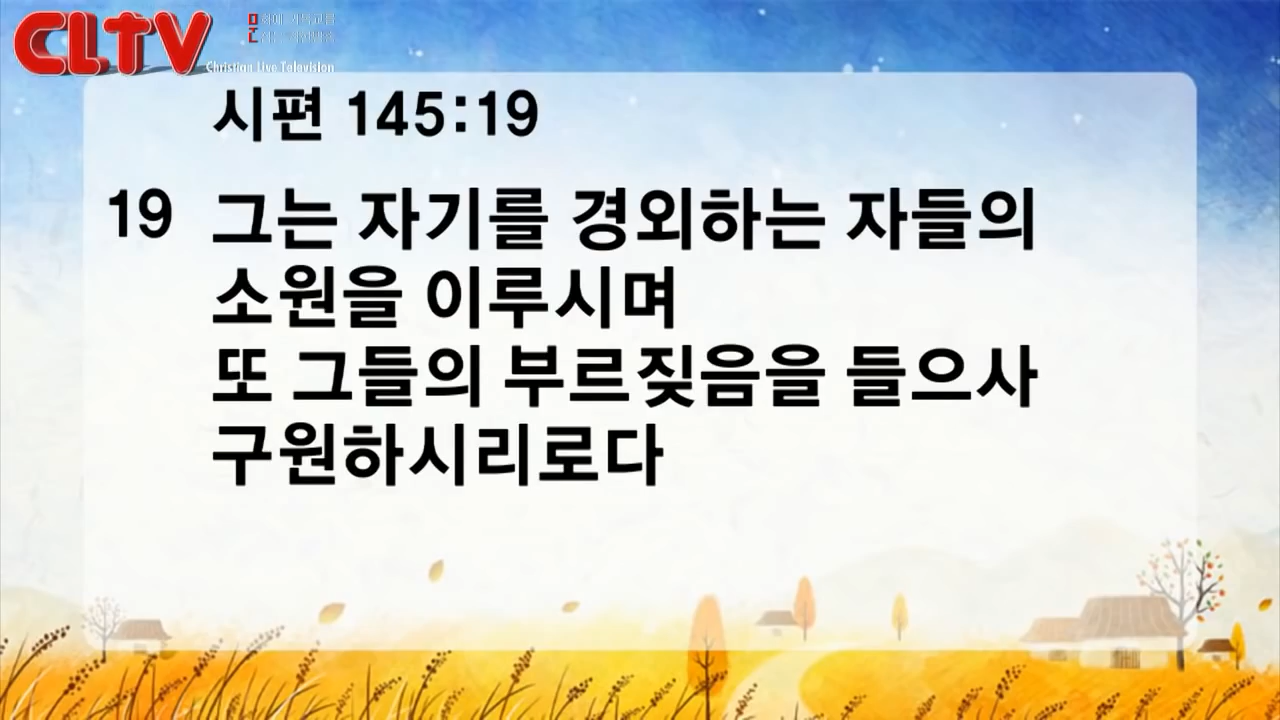 CLTV
Christian Live Television
시편 145:19
19 그는 자기를 경외하는 자들의
소원을 이루시며
또 그들의 부르짖음을 들으사
구원하시리로다